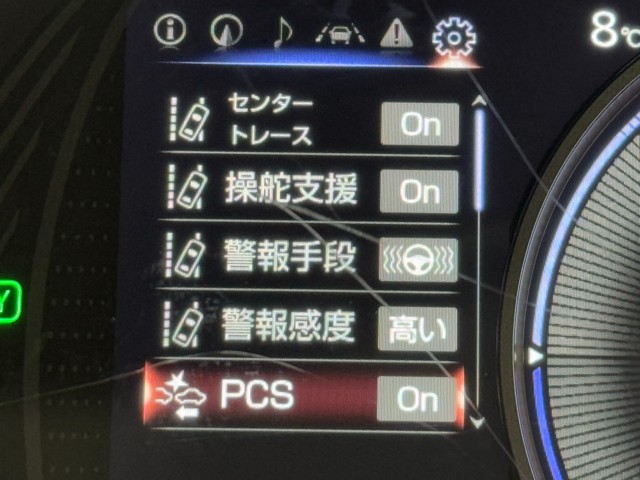 8℃
センター
トレース
On
操舵支援
On
警報手段
警報感度
高い
PCS
On
Y